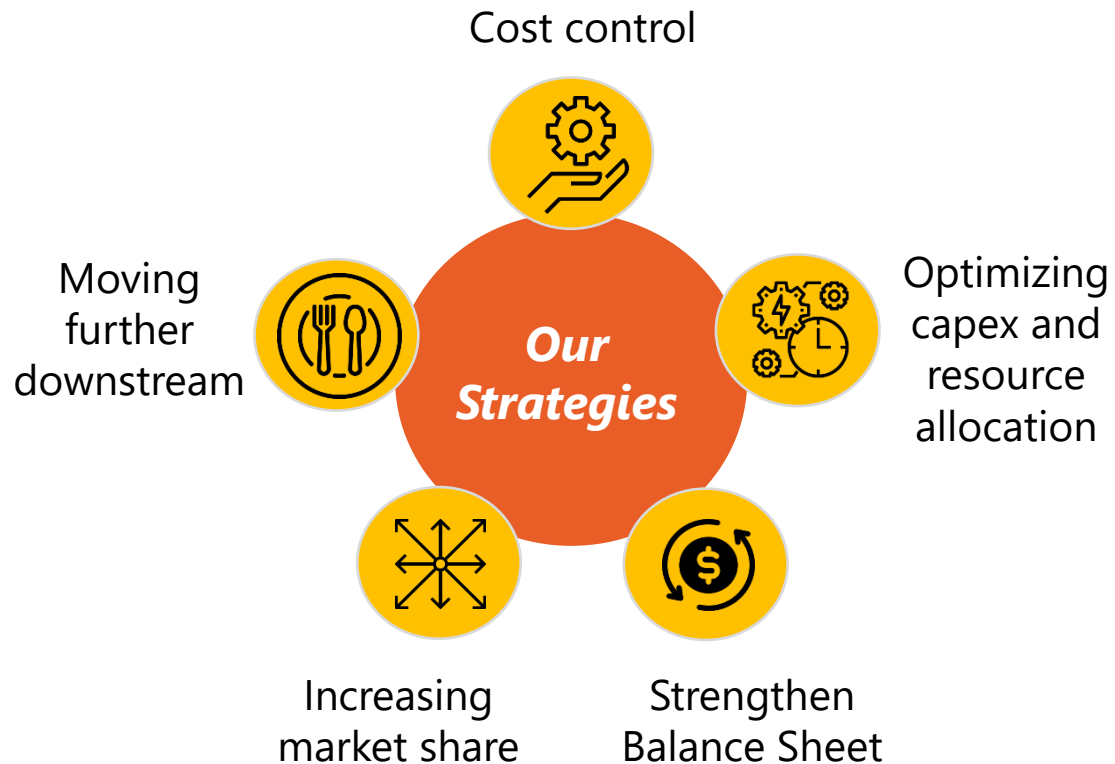 Cost control
Moving
further
downstream
Our
Strategies
Optimizing
capex and
resource
allocation
Increasing
market share
Strengthen
Balance Sheet